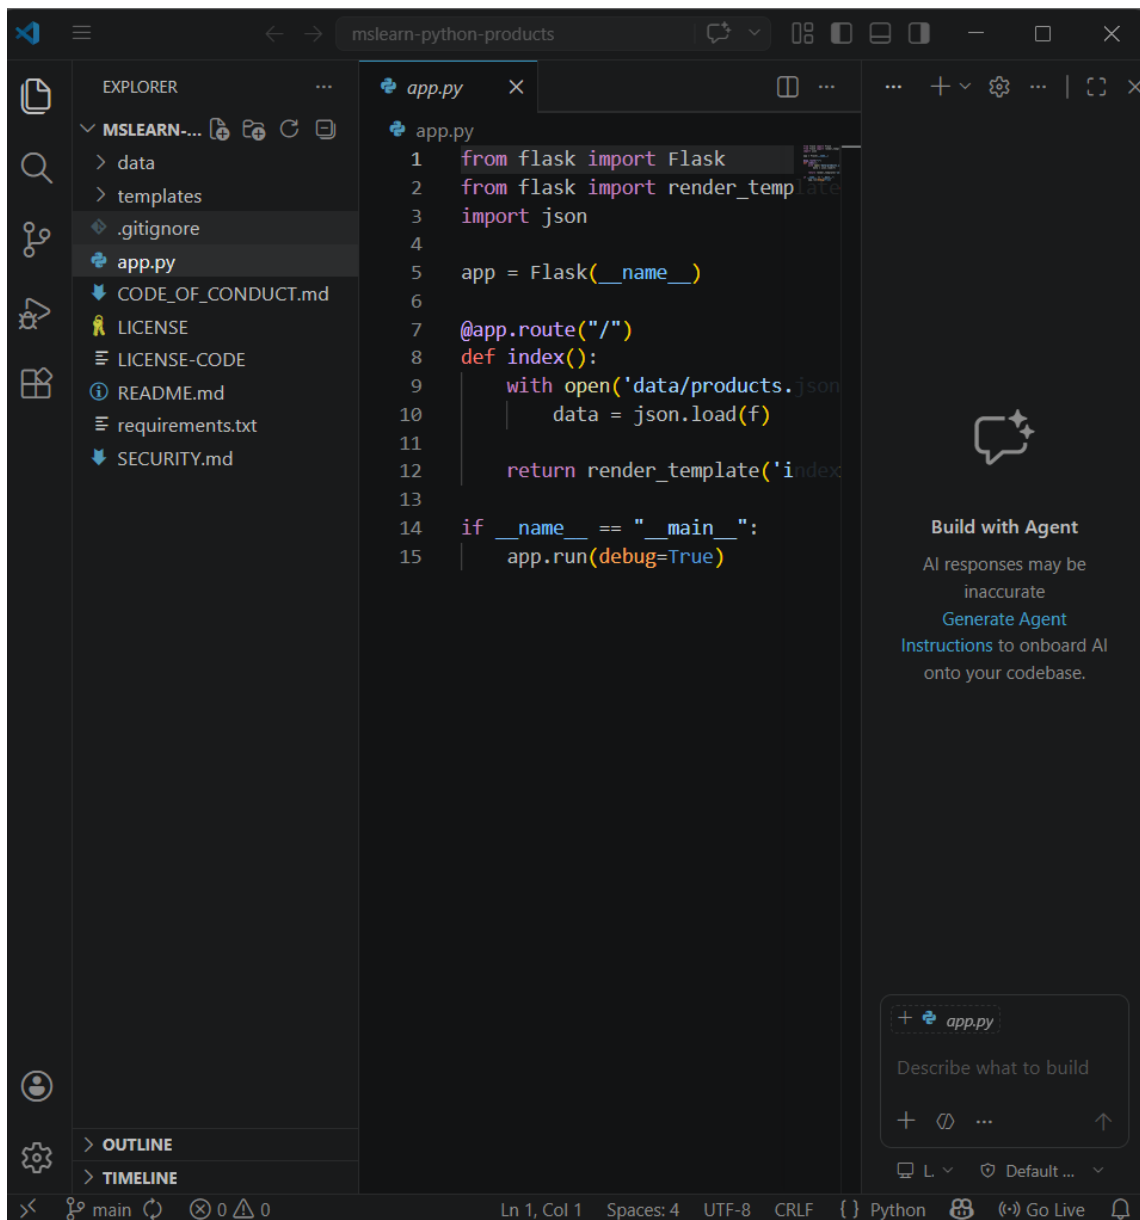 mslearn-python-products
EXPLORER
MSLEARN-...
data
templates
.gitignore
app.py
CODE_OF_CONDUCT.md
LICENSE
LICENSE-CODE
README.md
requirements.txt
SECURITY.md
OUTLINE
TIMELINE
app.py
app.py
1 from flask import Flask
2 from flask import render_template
3 import json
4
5 app = Flask(__name__)
6
7 @app.route("/")
8 def index():
9 with open('data/products.json
10 data = json.load(f)
11
12 return render_template('index
13
14 if __name__ == "__main__":
15 app.run(debug=True)
Build with Agent
AI responses may be
inaccurate
Generate Agent
Instructions to onboard AI
onto your codebase.
app.py
Describe what to build
L.
Default ...
main 0 0 Ln 1, Col 1 Spaces: 4 UTF-8 CRLF {} Python Go Live